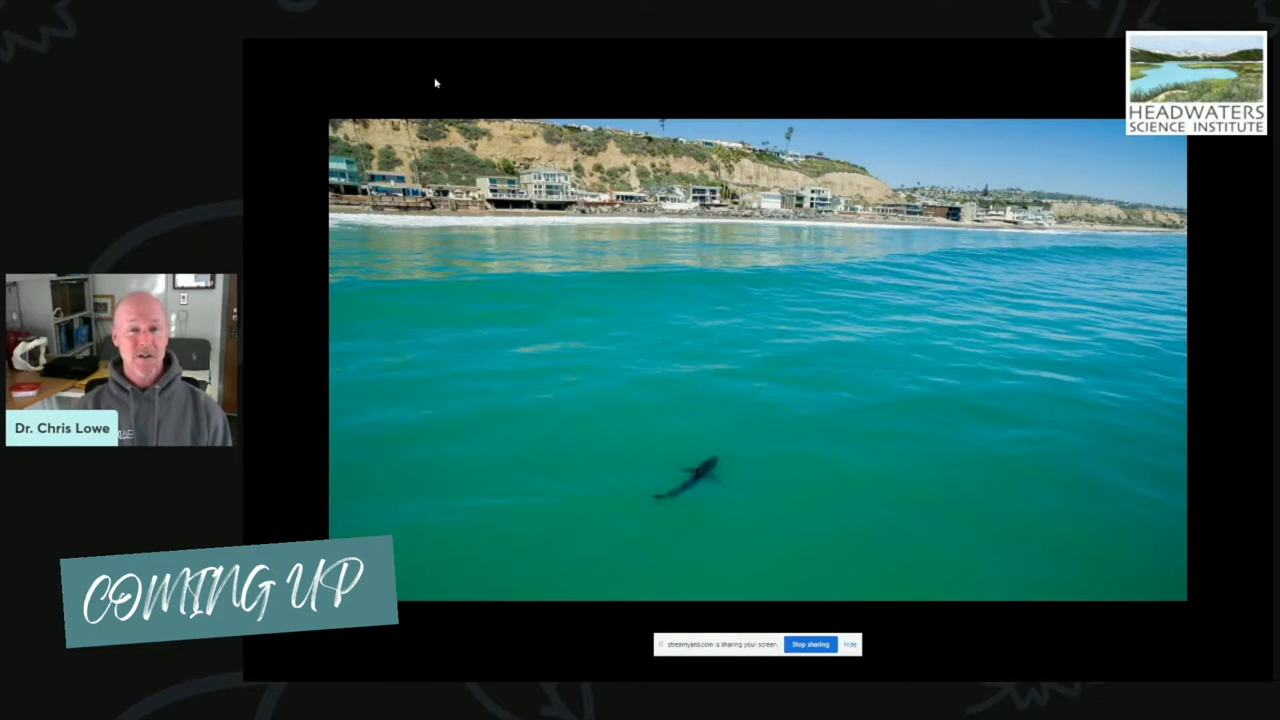 HEADWATERS
SCIENCE INSTITUTE
Dr. Chris Lowe
COMING UP
streamyard.com is sharing your screen.
Stop sharing
Hide